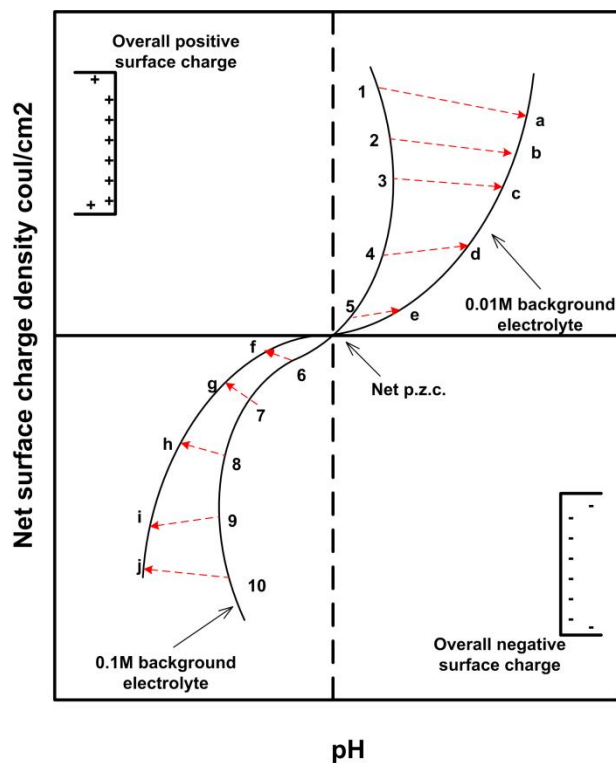 Overall positive
surface charge
+
+
+
+
+
+
+
+
1
a
2
b
3
c
4
d
5
e
0.01M background
electrolyte
Net p.z.c.
f
6
g
7
h
8
i
9
j
10
-
-
-
-
-
-
-
-
0.1M background
electrolyte
Overall negative
surface charge
Net surface charge density coul/cm2
pH